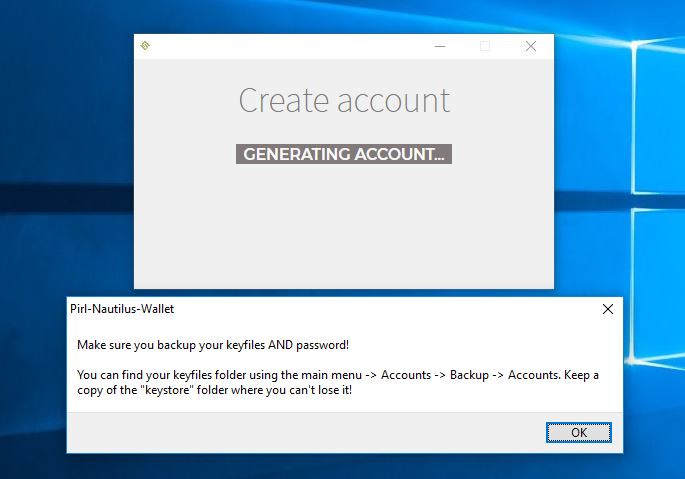 Create account
GENERATING ACCOUNT...
Pirl-Nautilus-Wallet
Make sure you backup your keyfiles AND password!
You can find your keyfiles folder using the main menu -> Accounts -> Backup -> Accounts. Keep a
copy of the "keystore" folder where you can't lose it!
OK